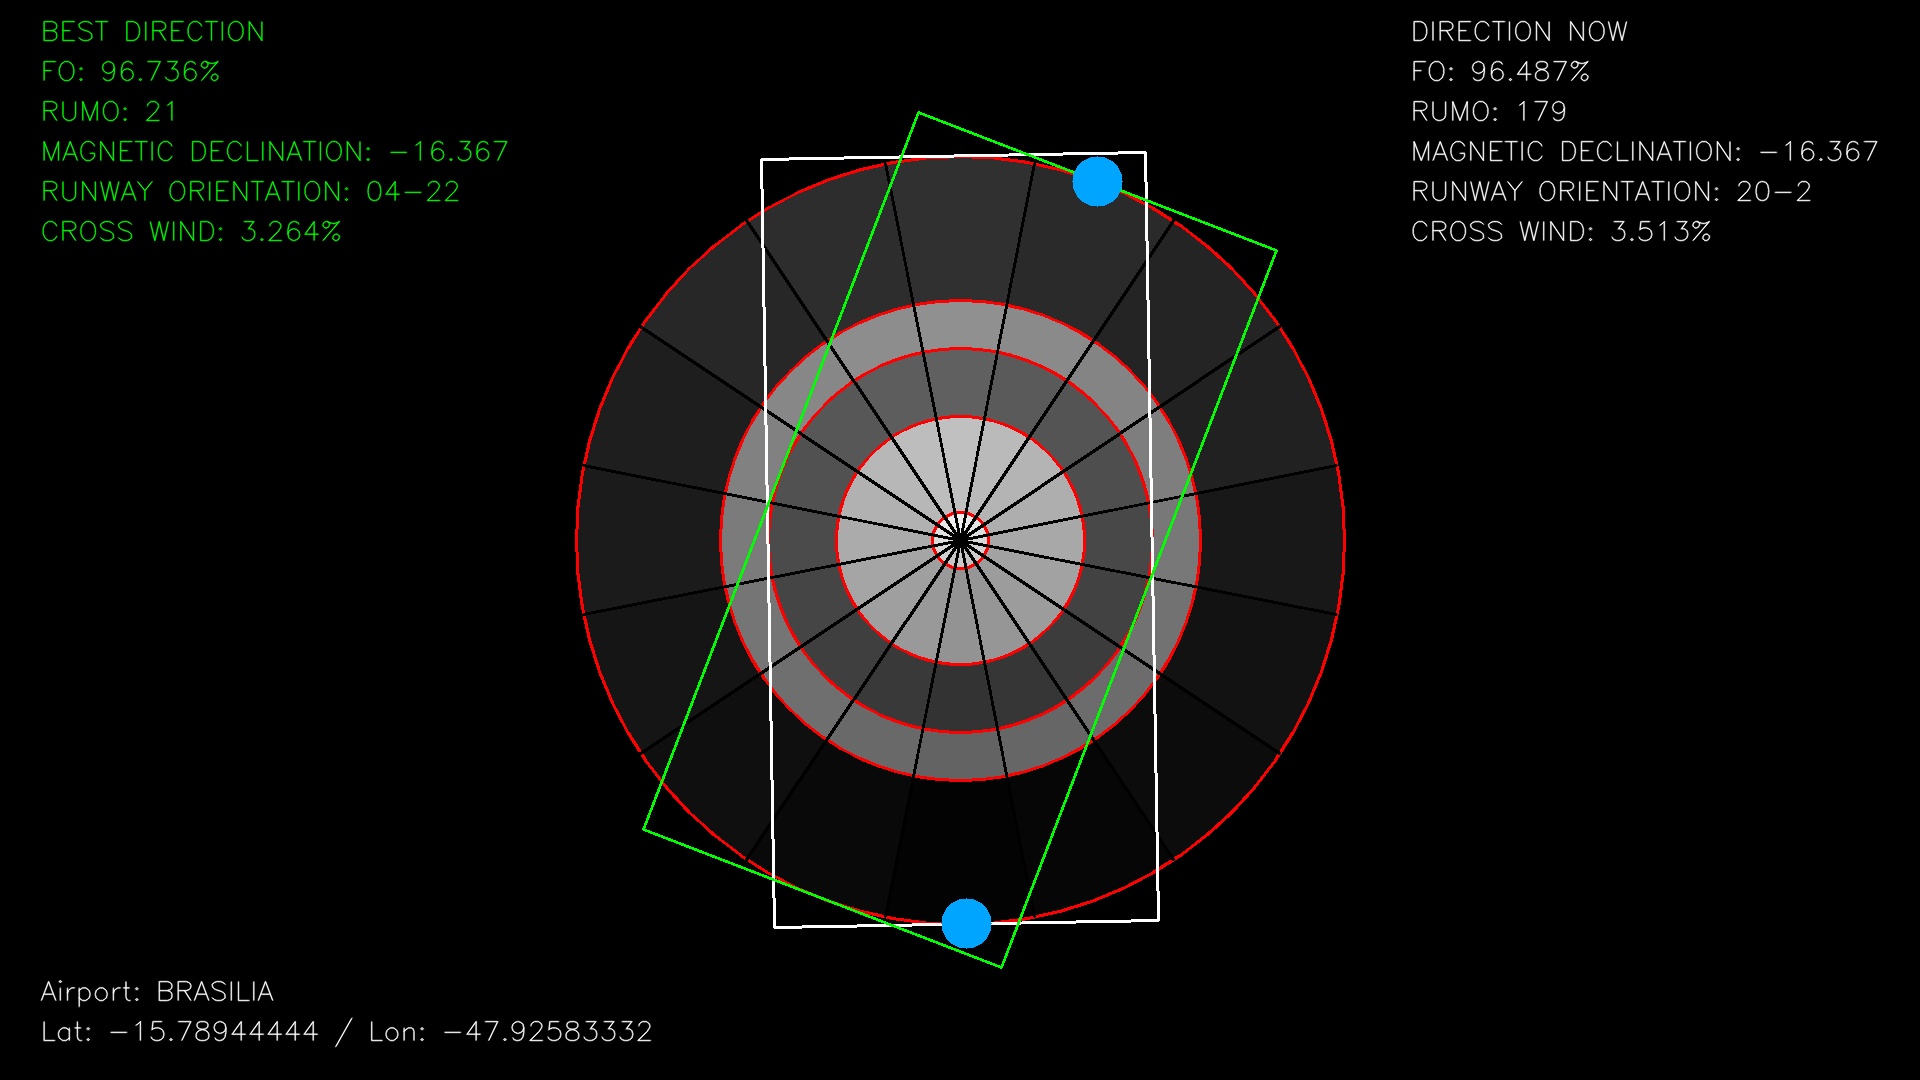 BEST DIRECTION
FO: 96.736%
RUMO: 21
MAGNETIC DECLINATION: -16.367
RUNWAY ORIENTATION: 04-22
CROSS WIND: 3.264%
DIRECTION NOW
FO: 96.487%
RUMO: 179
MAGNETIC DECLINATION: -16.367
RUNWAY ORIENTATION: 20-2
CROSS WIND: 3.513%
Airport: BRASILIA
Lat: -15.78944444 / Lon: -47.92583332